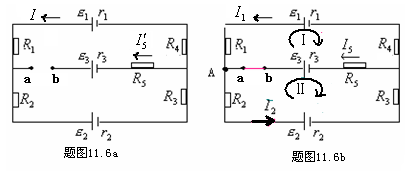 I ε₁ r₁
I₅′
R₁ ε₃ r₃ R₄
a b R₅
R₂ R₃
ε₂ r₂
题图11.6a
I₁ ε₁ r₁
I
R₁ ε₃ r₃ I₅ R₄
A a b R₅
II
R₂ R₃
I₂ ε₂ r₂
题图11.6b